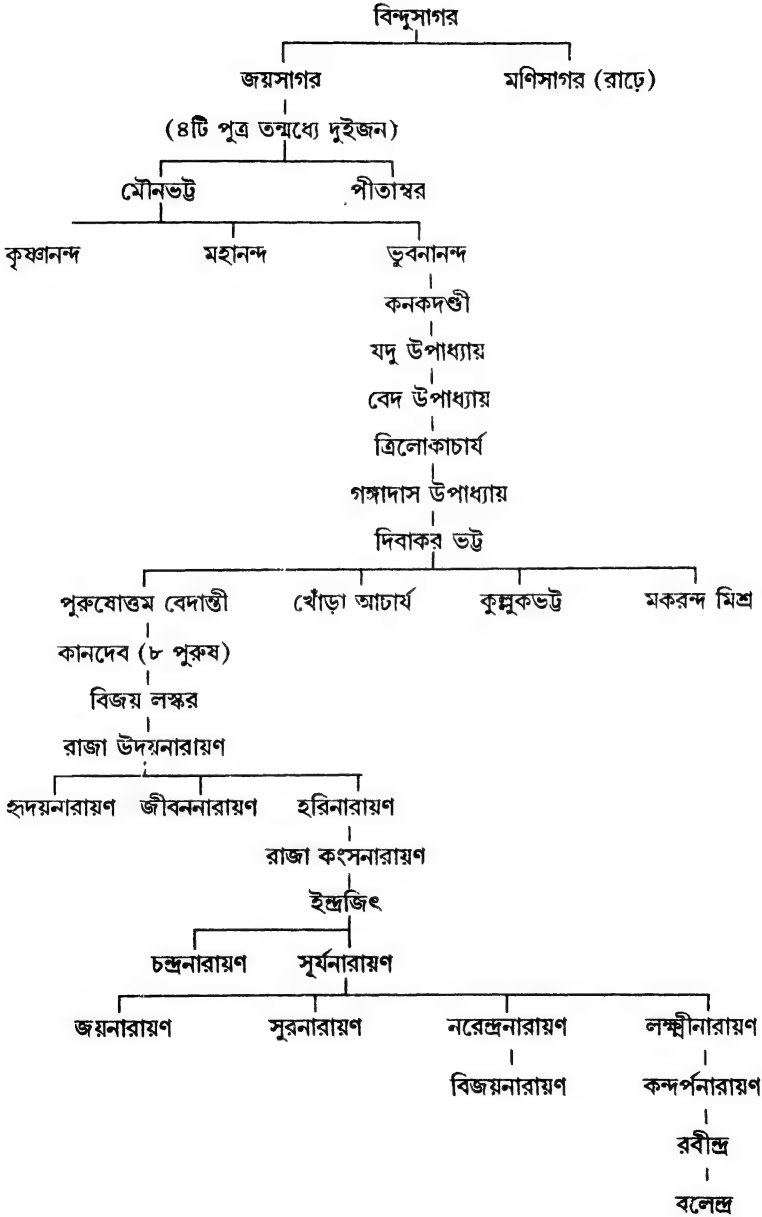 বিন্দুসাগর
জয়সাগর মণিসাগর (রাঢ়ে)
(৪টি পুত্র তন্মধ্যে দুইজন)
মৌনভট্ট পীতাম্বর
কৃষ্ণানন্দ মহানন্দ ভুবনানন্দ
কনকদণ্ডী
যদু উপাধ্যায়
বেদ উপাধ্যায়
ত্রিলোকাচার্য
গঙ্গাদাস উপাধ্যায়
দিবাকর ভট্ট
পুরুষোত্তম বেদান্তী খোঁড়া আচার্য কুল্লুকভট্ট মকরন্দ মিশ্র
কানদেব (৮ পুরুষ)
বিজয় লস্কর
রাজা উদয়নারায়ণ
হৃদয়নারায়ণ জীবননারায়ণ হরিনারায়ণ
রাজা কংসনারায়ণ
ইন্দ্রজিৎ
চন্দ্রনারায়ণ সূর্যনারায়ণ
জয়নারায়ণ সুরনারায়ণ নরেন্দ্রনারায়ণ লক্ষ্মীনারায়ণ
বিজয়নারায়ণ কন্দর্পনারায়ণ
রবীন্দ্র
বলেন্দ্র